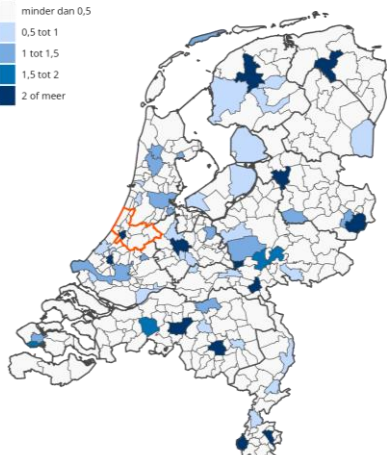 minder dan 0,5
0,5 tot 1
1 tot 1,5
1,5 tot 2
2 of meer